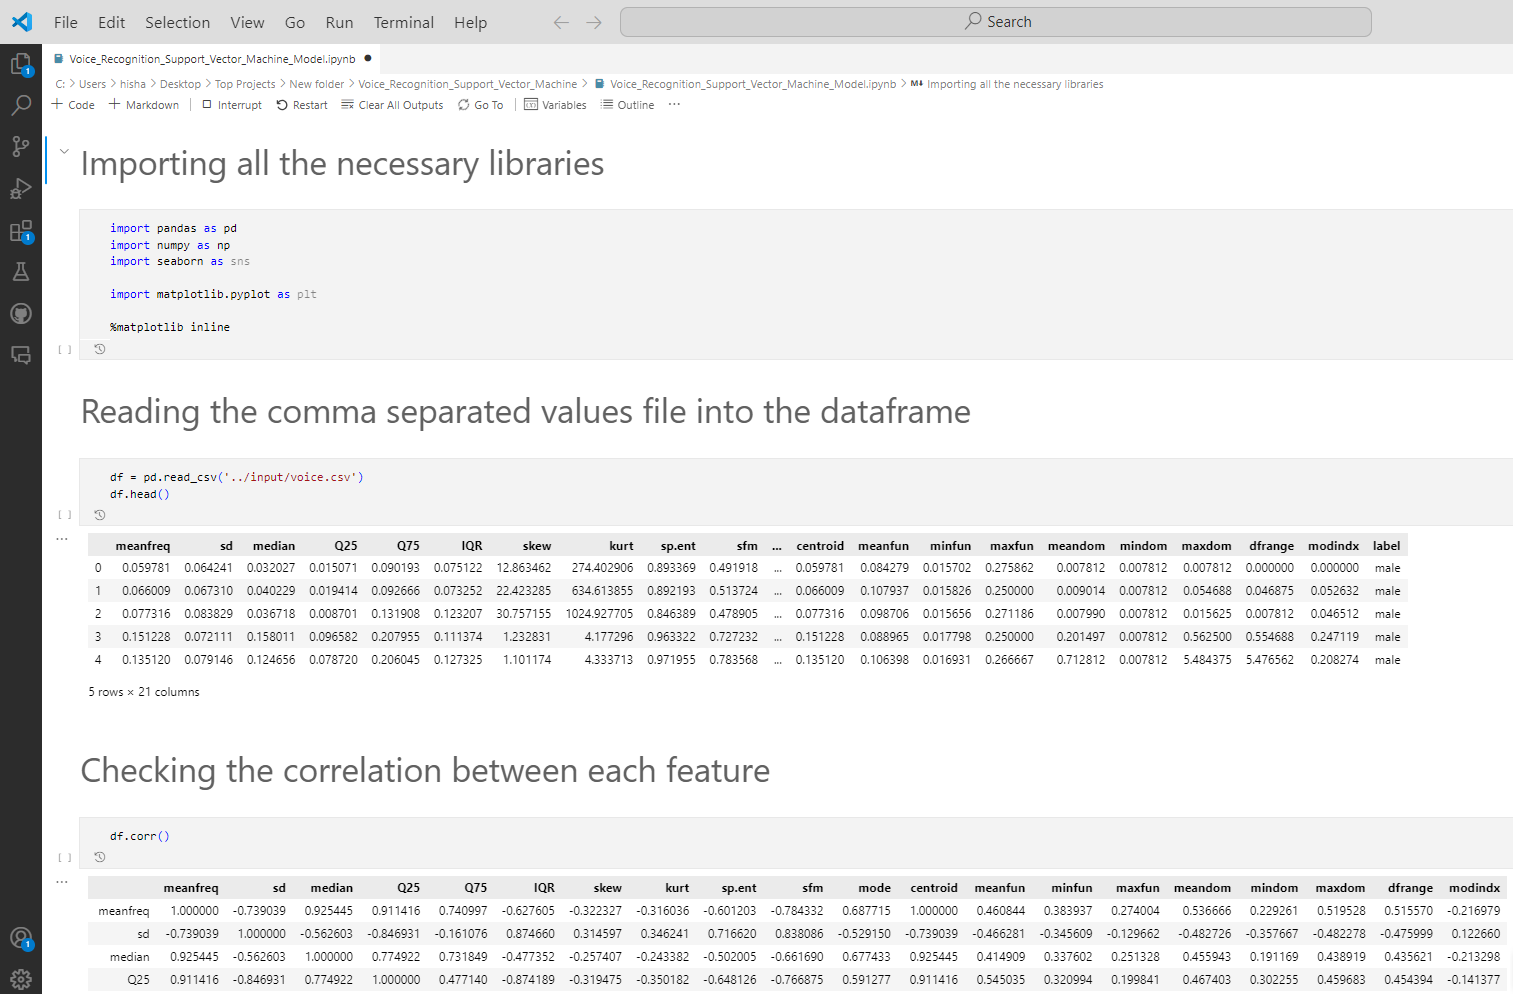 File Edit Selection View Go Run Terminal Help
Search
Voice_Recognition_Support_Vector_Machine_Model.ipynb
C: > Users > hisha > Desktop > Top Projects > New folder > Voice_Recognition_Support_Vector_Machine > Voice_Recognition_Support_Vector_Machine_Model.ipynb > M↓ Importing all the necessary libraries
+ Code + Markdown | Interrupt Restart Clear All Outputs Go To | Variables Outline ...
Importing all the necessary libraries
import pandas as pd
import numpy as np
import seaborn as sns
import matplotlib.pyplot as plt
%matplotlib inline
[ ]
Reading the comma separated values file into the dataframe
df = pd.read_csv('../input/voice.csv')
df.head()
[ ]
...
meanfreq sd median Q25 Q75 IQR skew kurt sp.ent sfm ... centroid meanfun minfun maxfun meandom mindom maxdom dfrange modindx label
0 0.059781 0.064241 0.032027 0.015071 0.090193 0.075122 12.863462 274.402906 0.893369 0.491918 ... 0.059781 0.084279 0.015702 0.275862 0.007812 0.007812 0.007812 0.000000 0.000000 male
1 0.066009 0.067310 0.040229 0.019414 0.092666 0.073252 22.423285 634.613855 0.892193 0.513724 ... 0.066009 0.107937 0.015826 0.250000 0.009014 0.007812 0.054688 0.046875 0.052632 male
2 0.077316 0.083829 0.036718 0.008701 0.131908 0.123207 30.757155 1024.927705 0.846389 0.478905 ... 0.077316 0.098706 0.015656 0.271186 0.007990 0.007812 0.015625 0.007812 0.046512 male
3 0.151228 0.072111 0.158011 0.096582 0.207955 0.111374 1.232831 4.177296 0.963322 0.727232 ... 0.151228 0.088965 0.017798 0.250000 0.201497 0.007812 0.562500 0.554688 0.247119 male
4 0.135120 0.079146 0.124656 0.078720 0.206045 0.127325 1.101174 4.333713 0.971955 0.783568 ... 0.135120 0.106398 0.016931 0.266667 0.712812 0.007812 5.484375 5.476562 0.208274 male
5 rows × 21 columns
Checking the correlation between each feature
df.corr()
[ ]
...
meanfreq sd median Q25 Q75 IQR skew kurt sp.ent sfm mode centroid meanfun minfun maxfun meandom mindom maxdom dfrange modindx
meanfreq 1.000000 -0.739039 0.925445 0.911416 0.740997 -0.627605 -0.322327 -0.316036 -0.601203 -0.784332 0.687715 1.000000 0.460844 0.383937 0.274004 0.536666 0.229261 0.519528 0.515570 -0.216979
sd -0.739039 1.000000 -0.562603 -0.846931 -0.161076 0.874660 0.314597 0.346241 0.716620 0.838086 -0.529150 -0.739039 -0.466281 -0.345609 -0.129662 -0.482726 -0.357667 -0.482278 -0.475999 0.122660
median 0.925445 -0.562603 1.000000 0.774922 0.731849 -0.477352 -0.257407 -0.243382 -0.502005 -0.661690 0.677433 0.925445 0.414909 0.337602 0.251328 0.455943 0.191169 0.438919 0.435621 -0.213298
Q25 0.911416 -0.846931 0.774922 1.000000 0.477140 -0.874189 -0.319475 -0.350182 -0.648126 -0.766875 0.591277 0.911416 0.545035 0.320994 0.199841 0.467403 0.302255 0.459683 0.454394 -0.141377